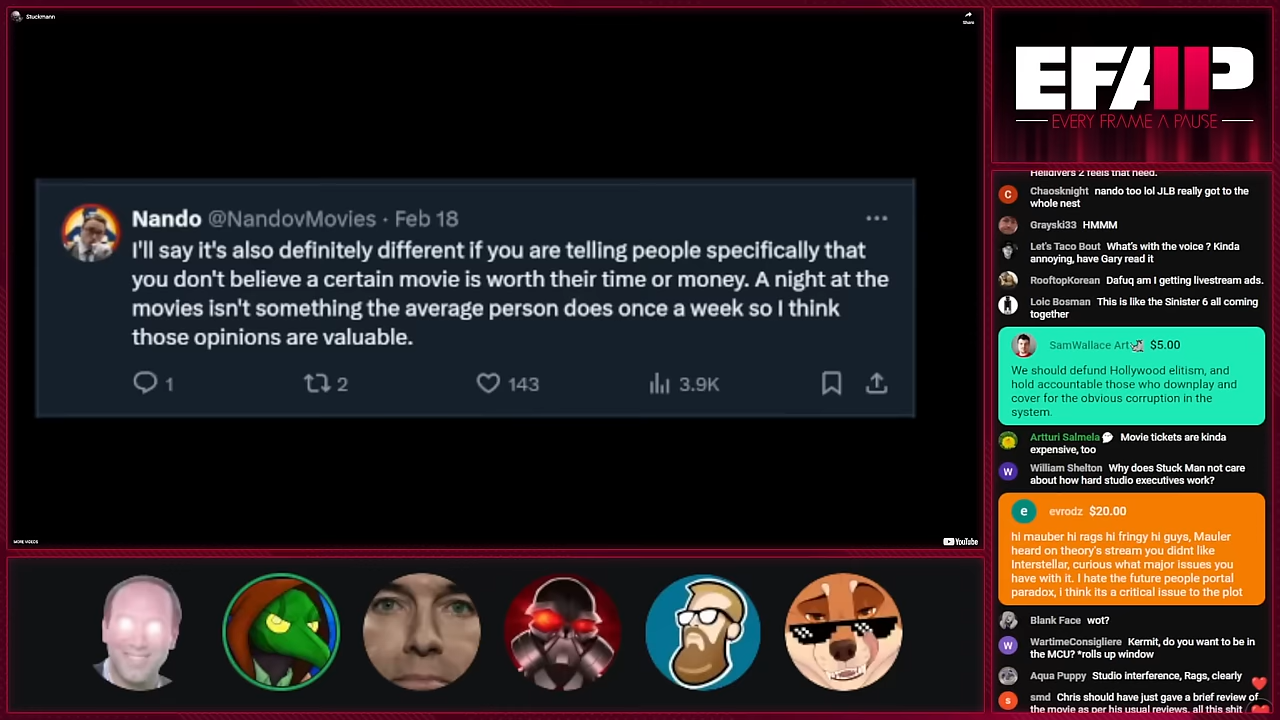 Stuckmann
Share
Nando @NandovMovies · Feb 18
I'll say it's also definitely different if you are telling people specifically that
you don't believe a certain movie is worth their time or money. A night at the
movies isn't something the average person does once a week so I think
those opinions are valuable.
1
2
143
3.9K
MORE VIDEOS
YouTube
EFAP
EVERY FRAME A PAUSE
Helldivers 2 feels that need.
C
Chaosknight nando too lol JLB really got to the
whole nest
Grayski33 HMMM
Let's Taco Bout What's with the voice ? Kinda
annoying, have Gary read it
RooftopKorean Dafuq am I getting livestream ads.
Loic Bosman This is like the Sinister 6 all coming
together
SamWallace Art $5.00
We should defund Hollywood elitism, and
hold accountable those who downplay and
cover for the obvious corruption in the
system.
Artturi Salmela Movie tickets are kinda
expensive, too
W
William Shelton Why does Stuck Man not care
about how hard studio executives work?
e
evrodz $20.00
hi mauber hi rags hi fringy hi guys, Mauler
heard on theory's stream you didnt like
Interstellar, curious what major issues you
have with it. I hate the future people portal
paradox, i think its a critical issue to the plot
Blank Face wot?
W
WartimeConsigliere Kermit, do you want to be in
the MCU? *rolls up window
Aqua Puppy Studio interference, Rags, clearly
s
smd Chris should have just gave a brief review of
the movie as per his usual reviews. all this shit